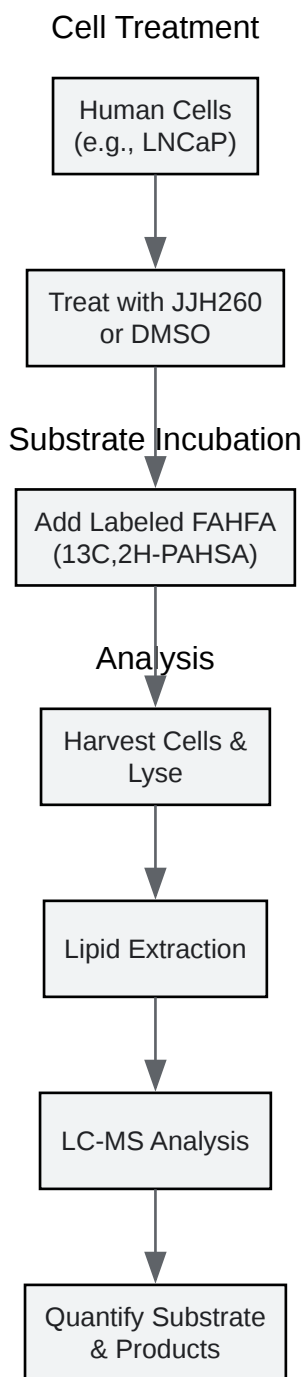 Cell Treatment
Human Cells
(e.g., LNCaP)
Treat with JJH260
or DMSO
Substrate Incubation
Add Labeled FAHFA
(13C,2H-PAHSA)
Analysis
Harvest Cells &
Lyse
Lipid Extraction
LC-MS Analysis
Quantify Substrate
& Products